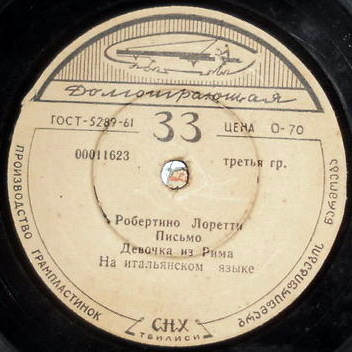 Долгоиграющая
ГОСТ-5289-61
33
ЦЕНА 0-70
00011623
третья гр.
Робертино Лоретти
Письмо
Девочка из Рима
На итальянском языке
ПРОИЗВОДСТВО ГРАМПЛАСТИНОК
СНХ
ТБИЛИСИ